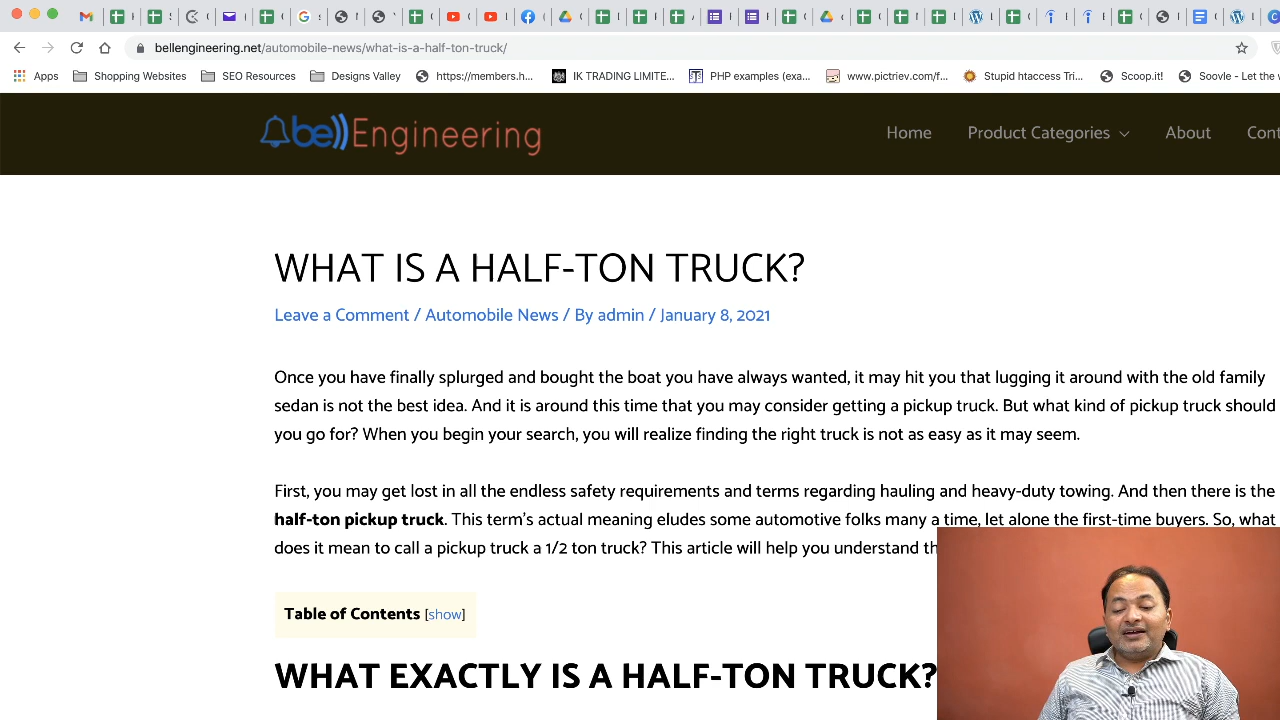 bellengineering.net/automobile-news/what-is-a-half-ton-truck/
Apps Shopping Websites SEO Resources Designs Valley https://members.h... IK TRADING LIMITE... PHP examples (exa... www.pictriev.com/f... Stupid htaccess Tri... Scoop.it! Soovle - Let the
bell Engineering
Home Product Categories About
WHAT IS A HALF-TON TRUCK?
Leave a Comment / Automobile News / By admin / January 8, 2021
Once you have finally splurged and bought the boat you have always wanted, it may hit you that lugging it around with the old family
sedan is not the best idea. And it is around this time that you may consider getting a pickup truck. But what kind of pickup truck should
you go for? When you begin your search, you will realize finding the right truck is not as easy as it may seem.
First, you may get lost in all the endless safety requirements and terms regarding hauling and heavy-duty towing. And then there is the
half-ton pickup truck. This term's actual meaning eludes some automotive folks many a time, let alone the first-time buyers. So, what
does it mean to call a pickup truck a 1/2 ton truck? This article will help you understand
Table of Contents [show]
WHAT EXACTLY IS A HALF-TON TRUCK?